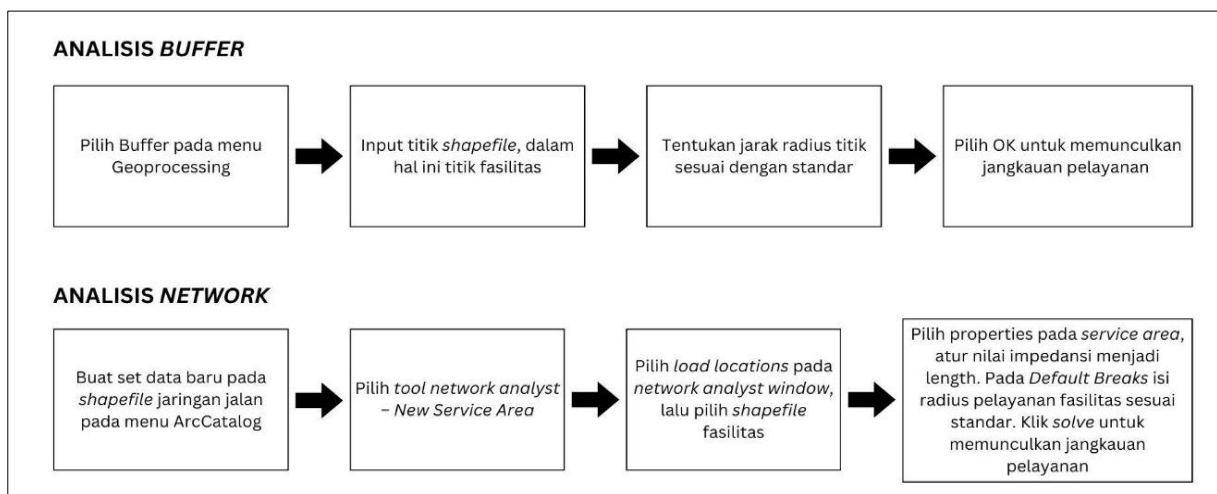 ANALISIS BUFFER
Pilih Buffer pada menu
Geoprocessing
Input titik shapefile, dalam
hal ini titik fasilitas
Tentukan jarak radius titik
sesuai dengan standar
Pilih OK untuk memunculkan
jangkauan pelayanan
ANALISIS NETWORK
Buat set data baru pada
shapefile jaringan jalan
pada menu ArcCatalog
Pilih tool network analyst
– New Service Area
Pilih load locations pada
network analyst window,
lalu pilih shapefile
fasilitas
Pilih properties pada service area,
atur nilai impedansi menjadi
length. Pada Default Breaks isi
radius pelayanan fasilitas sesuai
standar. Klik solve untuk
memunculkan jangkauan
pelayanan